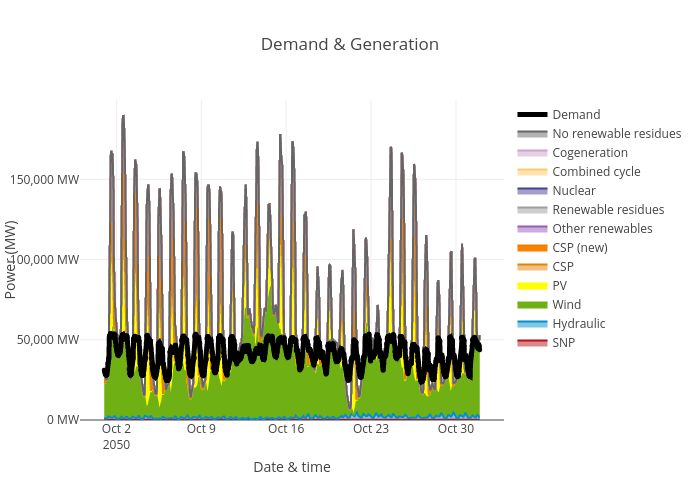 Demand & Generation
Demand
No renewable residues
Cogeneration
Combined cycle
Nuclear
Renewable residues
Other renewables
CSP (new)
CSP
PV
Wind
Hydraulic
SNP
150,000 MW
100,000 MW
50,000 MW
0 MW
Power (MW)
Oct 2
2050
Oct 9
Oct 16
Oct 23
Oct 30
Date & time